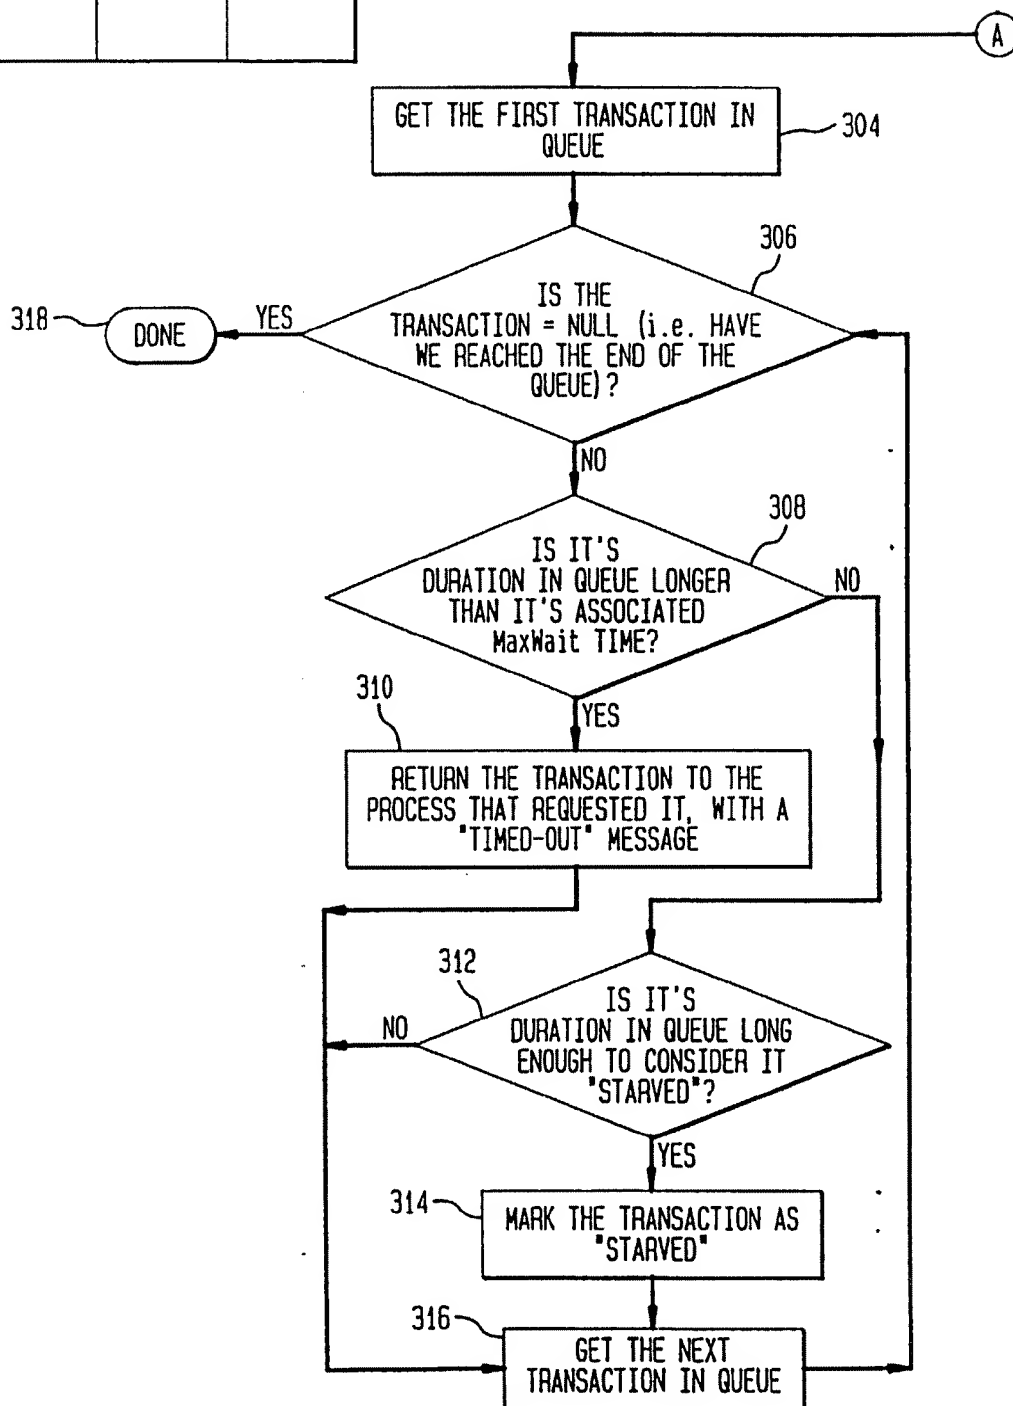 A
GET THE FIRST TRANSACTION IN
QUEUE
304
306
IS THE
TRANSACTION = NULL (i.e. HAVE
WE REACHED THE END OF THE
QUEUE)?
318
DONE
YES
NO
308
IS IT'S
DURATION IN QUEUE LONGER
THAN IT'S ASSOCIATED
MaxWait TIME?
NO
310
YES
RETURN THE TRANSACTION TO THE
PROCESS THAT REQUESTED IT, WITH A
"TIMED-OUT" MESSAGE
312
IS IT'S
DURATION IN QUEUE LONG
ENOUGH TO CONSIDER IT
"STARVED"?
NO
YES
314
MARK THE TRANSACTION AS
"STARVED"
316
GET THE NEXT
TRANSACTION IN QUEUE